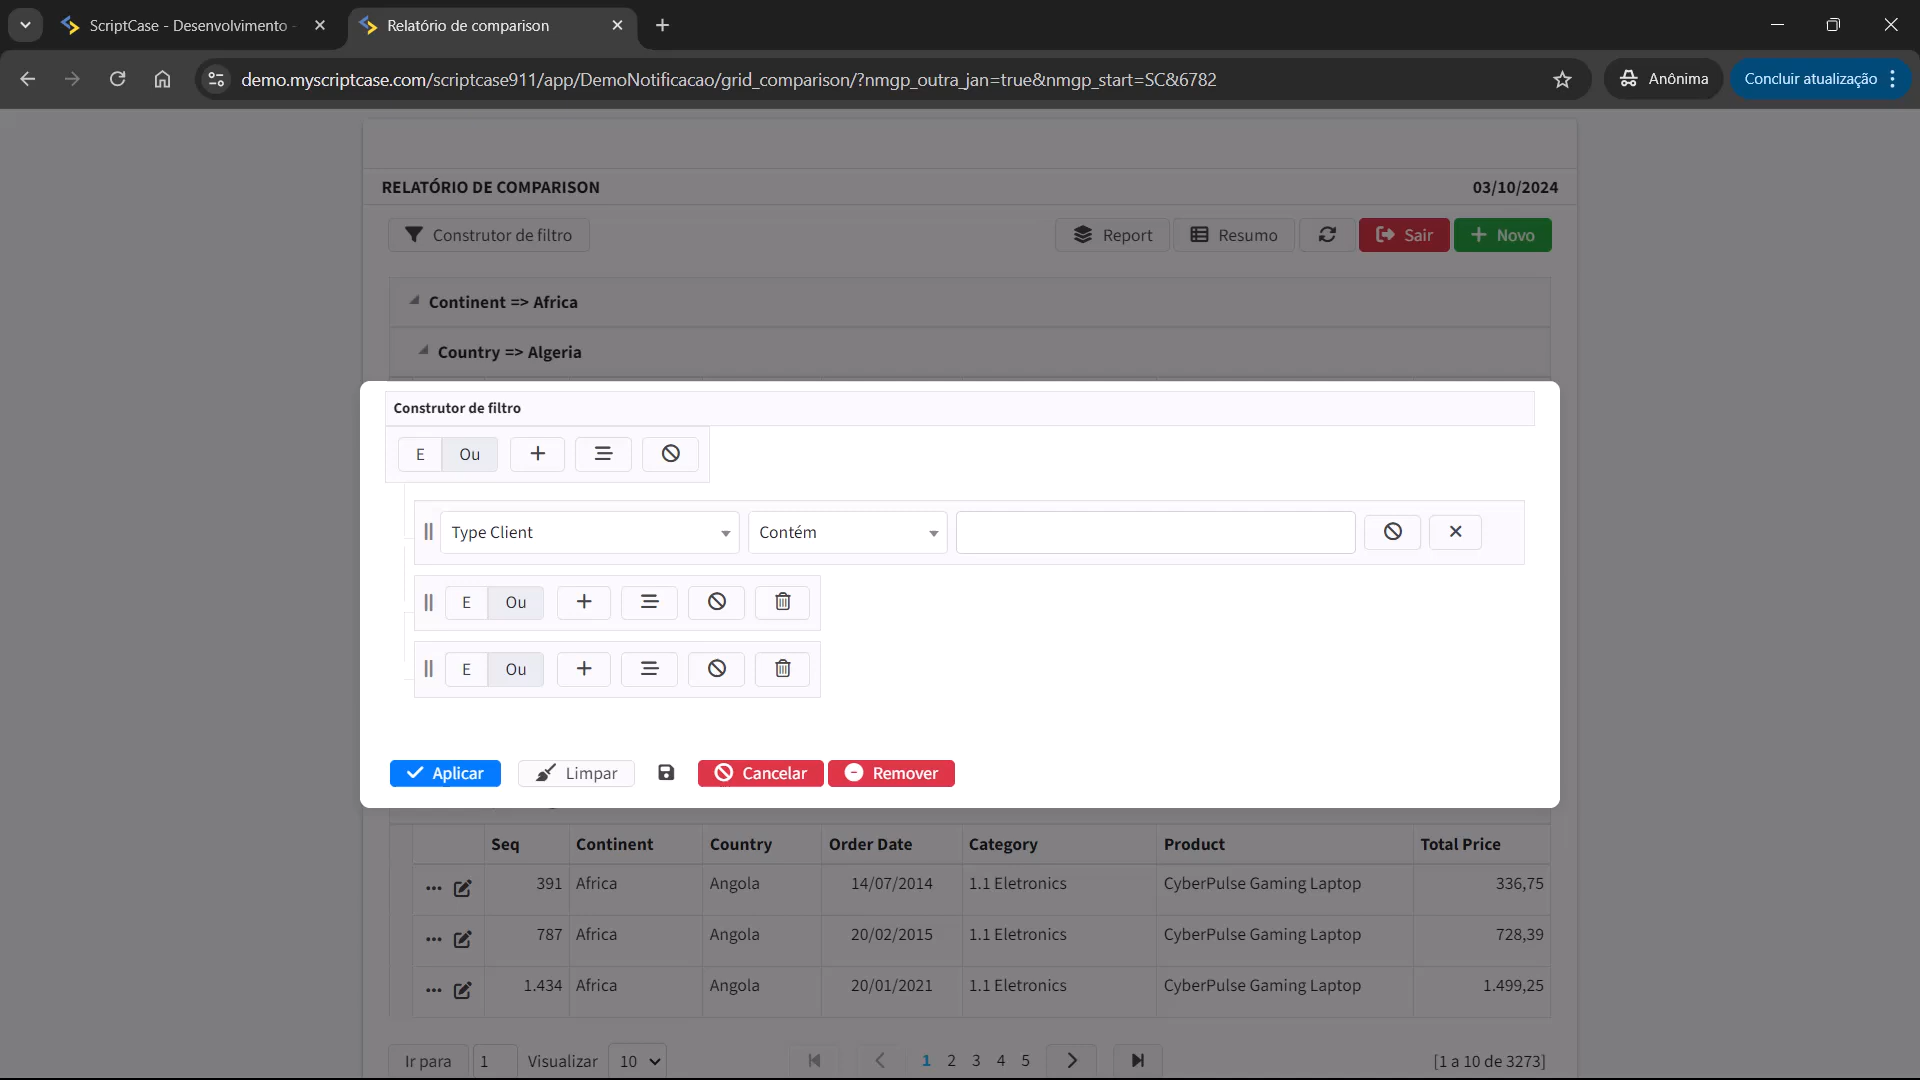 ScriptCase - Desenvolvimento -
Relatório de comparison
demo.myscriptcase.com/scriptcase911/app/DemoNotificacao/grid_comparison/?nmgp_outra_jan=true&nmgp_start=SC&6782
Anônima
Concluir atualização
RELATÓRIO DE COMPARISON 03/10/2024
Construtor de filtro Report Resumo Sair Novo
Continent => Africa
Country => Algeria
Construtor de filtro
E Ou
Type Client Contém
E Ou
E Ou
Aplicar Limpar Cancelar Remover
Seq Continent Country Order Date Category Product Total Price
391 Africa Angola 14/07/2014 1.1 Eletronics CyberPulse Gaming Laptop 336,75
787 Africa Angola 20/02/2015 1.1 Eletronics CyberPulse Gaming Laptop 728,39
1.434 Africa Angola 20/01/2021 1.1 Eletronics CyberPulse Gaming Laptop 1.499,25
Ir para 1 Visualizar 10 1 2 3 4 5 [1 a 10 de 3273]